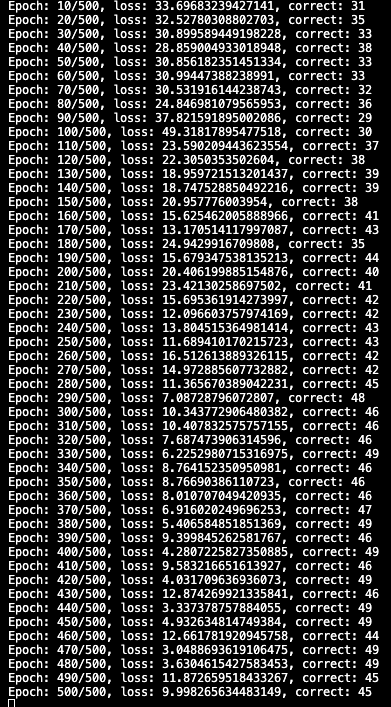 Epoch: 10/500, loss: 33.69683239427141, correct: 31
Epoch: 20/500, loss: 32.52780308802703, correct: 35
Epoch: 30/500, loss: 30.899589449198228, correct: 33
Epoch: 40/500, loss: 28.859004933018948, correct: 38
Epoch: 50/500, loss: 30.856182351451334, correct: 33
Epoch: 60/500, loss: 30.99447388238991, correct: 33
Epoch: 70/500, loss: 30.531916144238743, correct: 32
Epoch: 80/500, loss: 24.846981079565953, correct: 36
Epoch: 90/500, loss: 37.821591895002086, correct: 29
Epoch: 100/500, loss: 49.31817895477518, correct: 30
Epoch: 110/500, loss: 23.590209443623554, correct: 37
Epoch: 120/500, loss: 22.3050353502604, correct: 38
Epoch: 130/500, loss: 18.959721513201437, correct: 39
Epoch: 140/500, loss: 18.747528850492216, correct: 39
Epoch: 150/500, loss: 20.957776003954, correct: 38
Epoch: 160/500, loss: 15.625462005888966, correct: 41
Epoch: 170/500, loss: 13.170514117997087, correct: 43
Epoch: 180/500, loss: 24.9429916709808, correct: 35
Epoch: 190/500, loss: 15.679347538135213, correct: 44
Epoch: 200/500, loss: 20.406199885154876, correct: 40
Epoch: 210/500, loss: 23.42130258697502, correct: 41
Epoch: 220/500, loss: 15.695361914273997, correct: 42
Epoch: 230/500, loss: 12.096603757974169, correct: 42
Epoch: 240/500, loss: 13.804515364981414, correct: 43
Epoch: 250/500, loss: 11.689410170215723, correct: 43
Epoch: 260/500, loss: 16.512613889326115, correct: 42
Epoch: 270/500, loss: 14.972885607732882, correct: 42
Epoch: 280/500, loss: 11.365670389042231, correct: 45
Epoch: 290/500, loss: 7.08728796072807, correct: 48
Epoch: 300/500, loss: 10.343772906480382, correct: 46
Epoch: 310/500, loss: 10.407832575757155, correct: 46
Epoch: 320/500, loss: 7.687473906314596, correct: 46
Epoch: 330/500, loss: 6.2252980715316975, correct: 49
Epoch: 340/500, loss: 8.764152350950981, correct: 46
Epoch: 350/500, loss: 8.76690386110723, correct: 46
Epoch: 360/500, loss: 8.010707049420935, correct: 46
Epoch: 370/500, loss: 6.916020249696253, correct: 47
Epoch: 380/500, loss: 5.406584851851369, correct: 49
Epoch: 390/500, loss: 9.399845262581767, correct: 46
Epoch: 400/500, loss: 4.2807225827350885, correct: 49
Epoch: 410/500, loss: 9.583216651613927, correct: 46
Epoch: 420/500, loss: 4.031709636936073, correct: 49
Epoch: 430/500, loss: 12.874269921335841, correct: 46
Epoch: 440/500, loss: 3.337378757884055, correct: 49
Epoch: 450/500, loss: 4.932634814749384, correct: 49
Epoch: 460/500, loss: 12.661781920945758, correct: 44
Epoch: 470/500, loss: 3.0488693619106475, correct: 49
Epoch: 480/500, loss: 3.6304615427583453, correct: 49
Epoch: 490/500, loss: 11.872659518433267, correct: 45
Epoch: 500/500, loss: 9.998265634483149, correct: 45